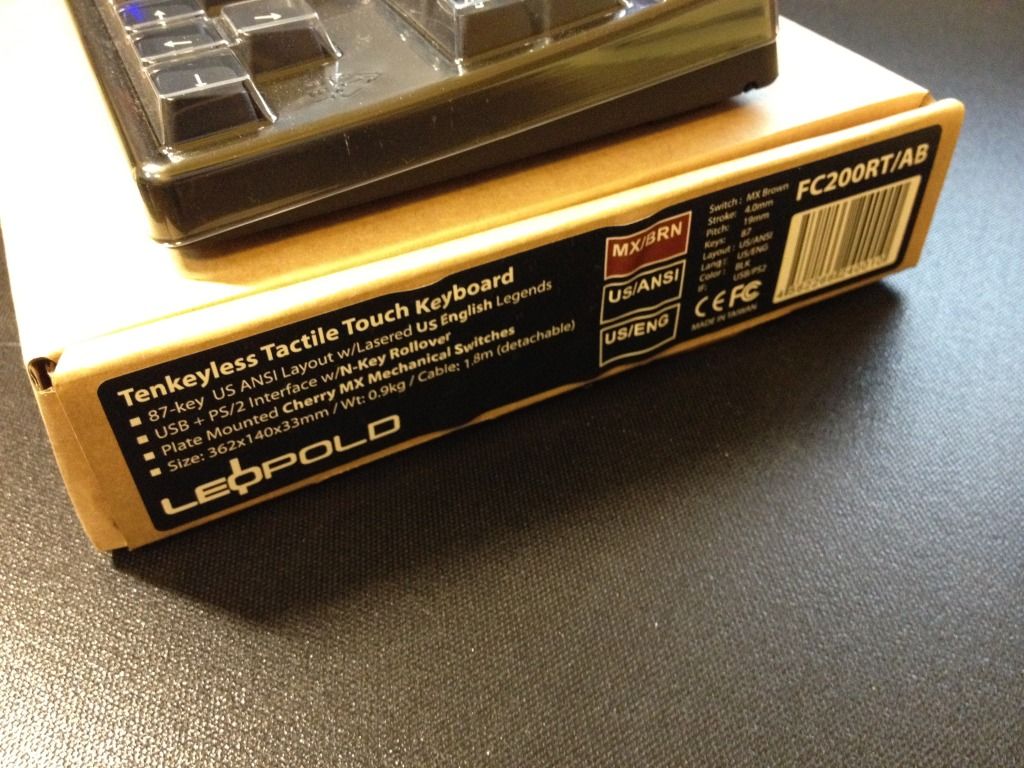 Tenkeyless Tactile Touch Keyboard
■ 87-key US ANSI Layout w/Lasered US English Legends
■ USB + PS/2 Interface w/N-Key Rollover
■ Plate Mounted Cherry MX Mechanical Switches
■ Size: 362x140x33mm / Wt: 0.9kg / Cable: 1.8m (detachable)
LEOPOLD
MX/BRN
US/ANSI
US/ENG
Switch : MX Brown
Stroke: 4.0mm
Pitch: 19mm
Keys: 87
Layout : US/ANSI
Lang : US/ENG
Color : BLK
IF: USB/PS2
CE FC
MADE IN TAIWAN
FC200RT/AB